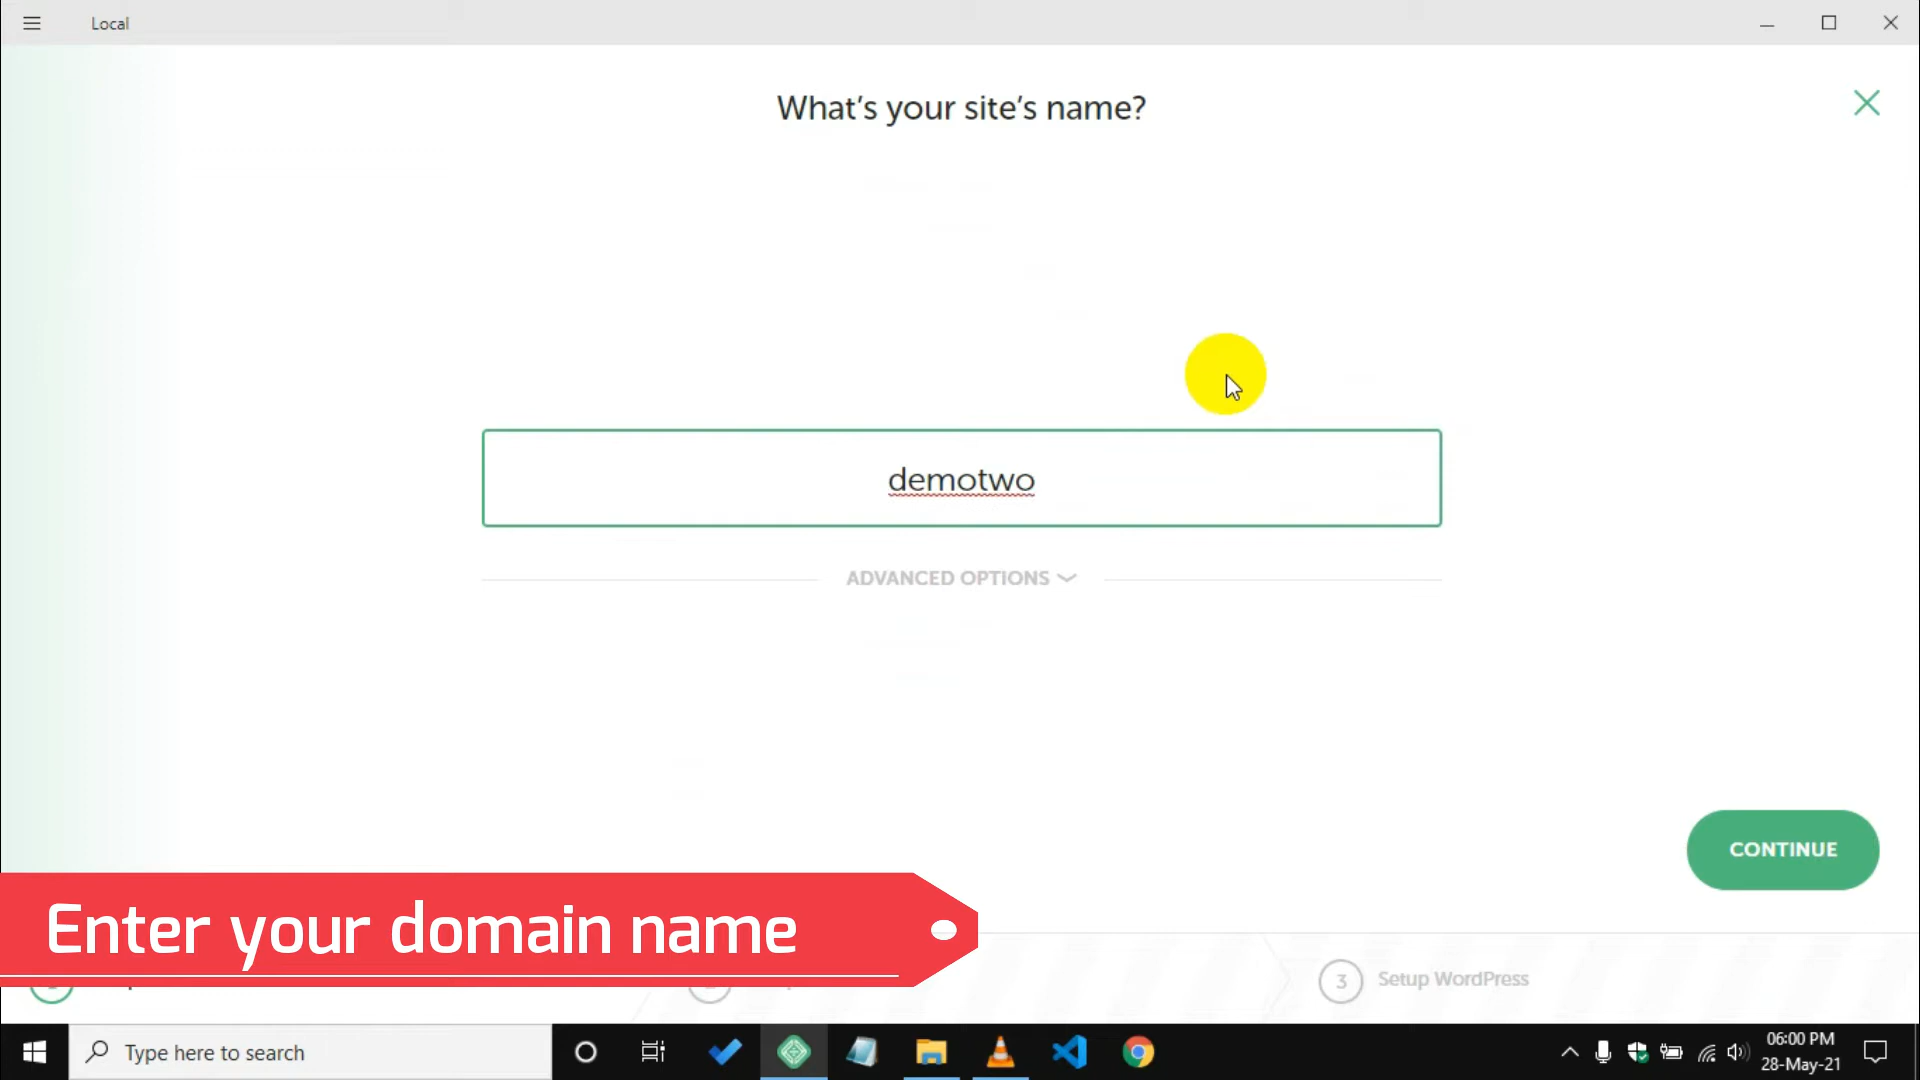 Local
What's your site's name?
demotwo
ADVANCED OPTIONS
CONTINUE
Enter your domain name
3 Setup WordPress
Type here to search
06:00 PM
28-May-21